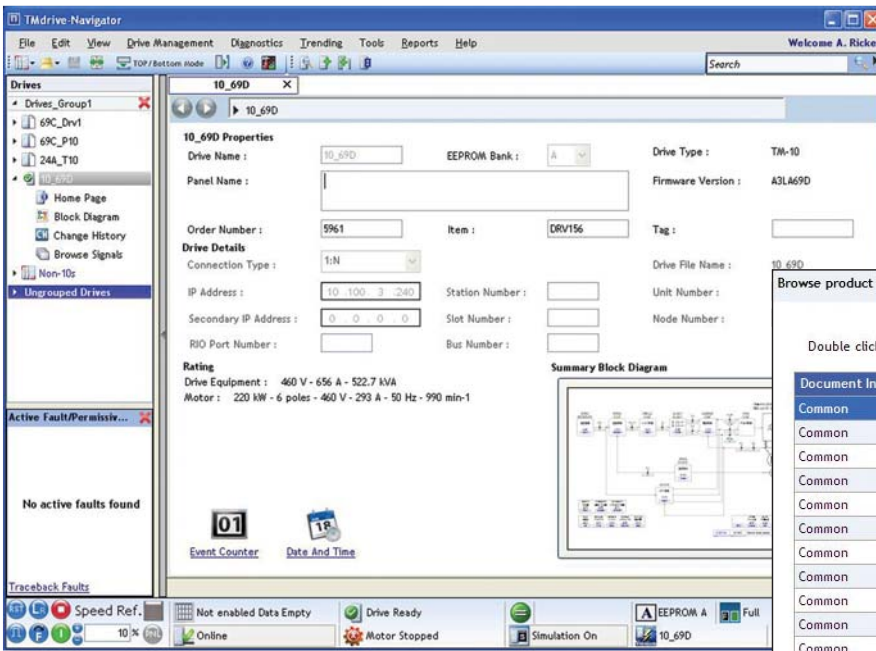 TMdrive-Navigator
File Edit View Drive Management Diagnostics Trending Tools Reports Help
Welcome A. Ricke
TOP/Bottom Mode
Search
Drives
Drives_Group1
69C_Drv1
69C_P10
24A_T10
10_69D
Home Page
Block Diagram
Change History
Browse Signals
Non-10s
Ungrouped Drives
Active Fault/Permissiv...
No active faults found
Traceback Faults
10_69D X
10_69D
10_69D Properties
Drive Name : 10_69D EEPROM Bank : A Drive Type : TM-10
Panel Name : Firmware Version : A3LA69D
Order Number : 5961 Item : DRV156 Tag :
Drive Details
Connection Type : 1:N Drive File Name : 10_69D
IP Address : 10 .100 . 3 .240 Station Number : Unit Number :
Secondary IP Address : 0 . 0 . 0 . 0 Slot Number : Node Number :
RIO Port Number : Bus Number :
Rating
Drive Equipment : 460 V - 656 A - 522.7 kVA
Motor : 220 kW - 6 poles - 460 V - 293 A - 50 Hz - 990 min-1
Summary Block Diagram
01
18
Event Counter Date And Time
Browse product
Double clic
Document In
Common
Common
Common
Common
Common
Common
Common
Common
Common
Common
Common
Speed Ref.
10 %
Not enabled Data Empty Drive Ready EEPROM A Full
Online Motor Stopped Simulation On 10_69D